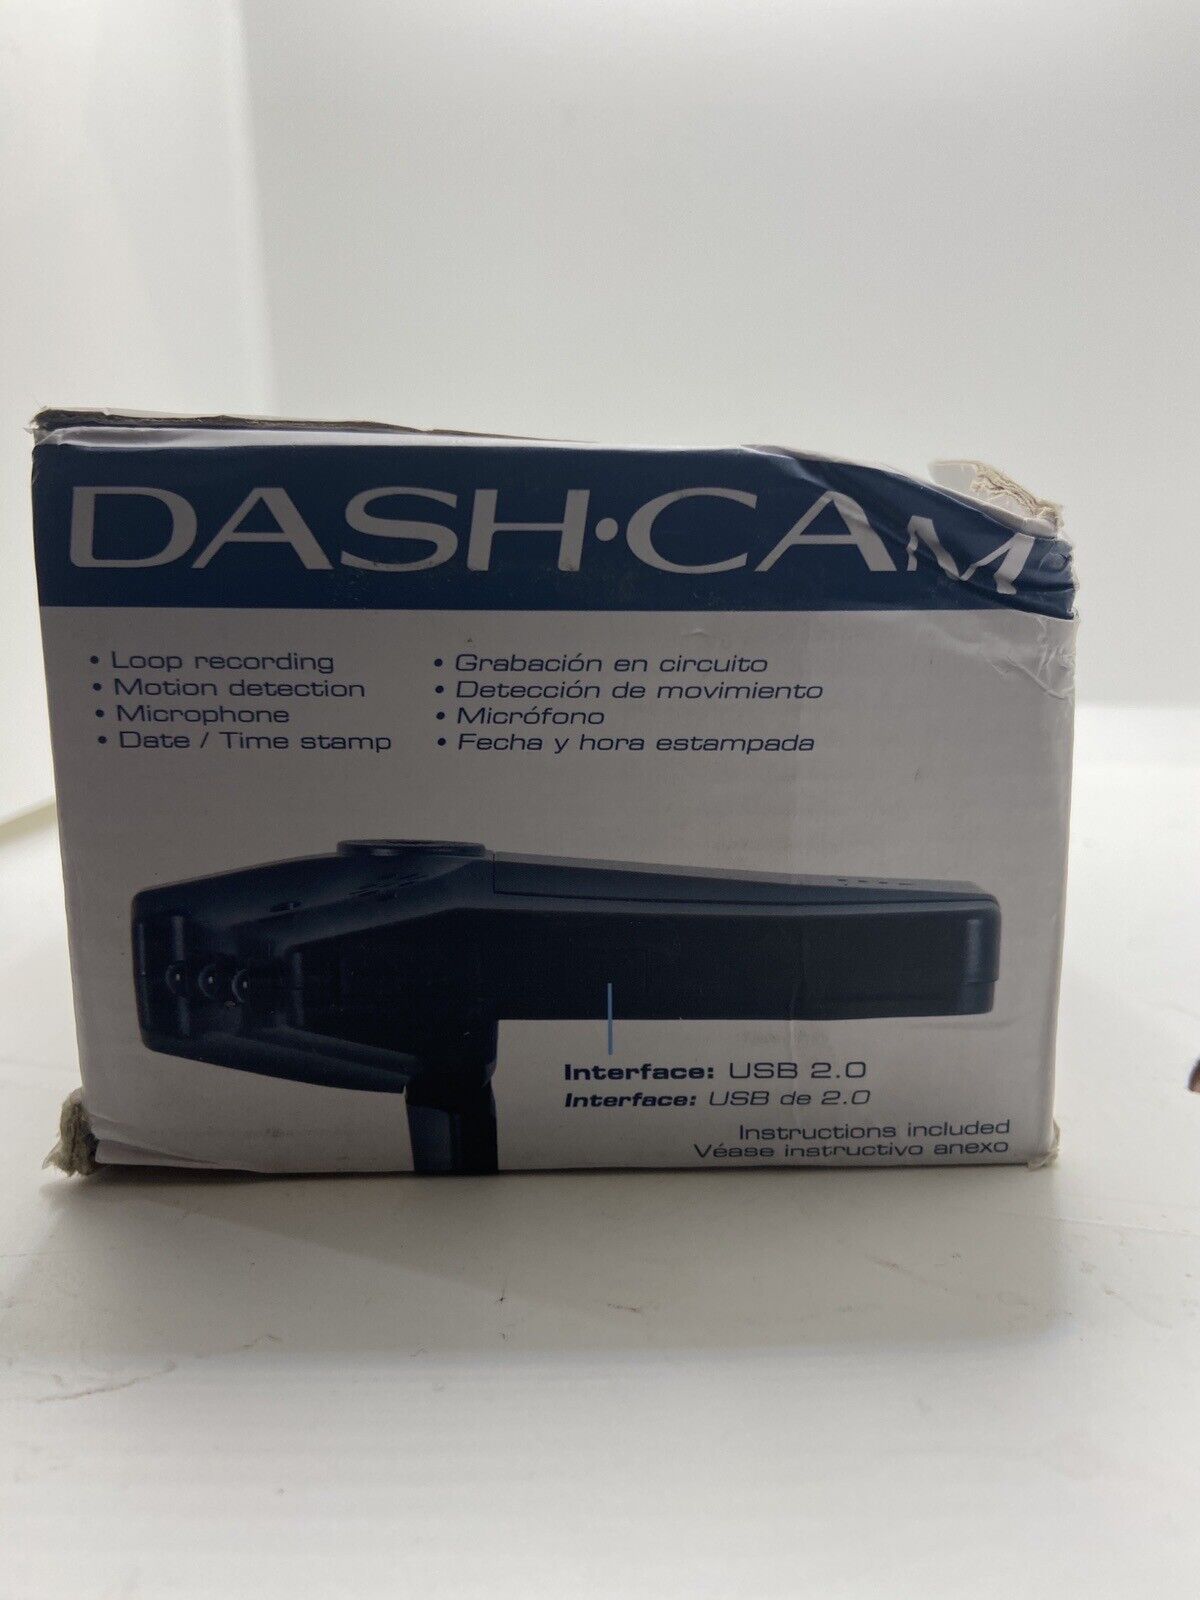 DASH•CAM
• Loop recording
• Motion detection
• Microphone
• Date / Time stamp
• Grabación en circuito
• Detección de movimiento
• Micrófono
• Fecha y hora estampada
Interface: USB 2.0
Interface: USB de 2.0
Instructions included
Véase instructivo anexo